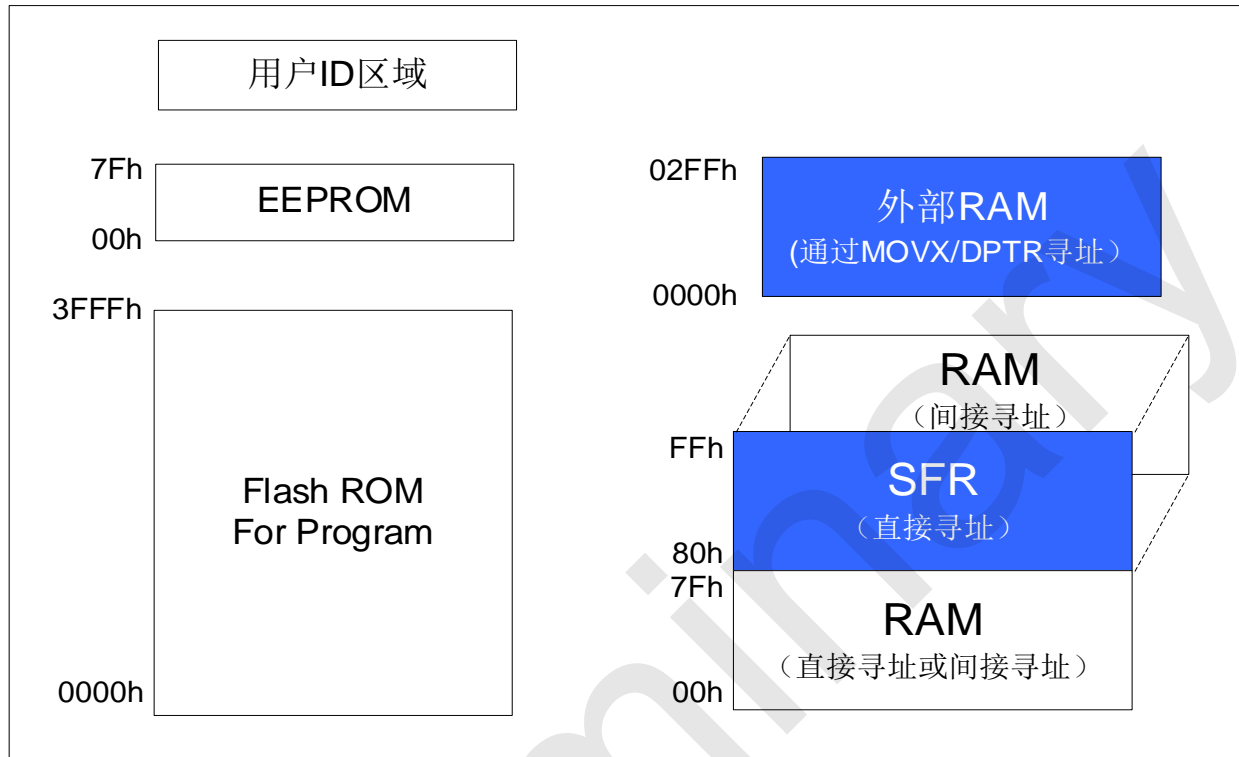 用户ID区域
7Fh
EEPROM
00h
3FFFh
Flash ROM
For Program
0000h
02FFh
外部RAM
(通过MOVX/DPTR寻址）
0000h
RAM
（间接寻址）
FFh
SFR
（直接寻址）
80h
7Fh
RAM
（直接寻址或间接寻址）
00h
minary